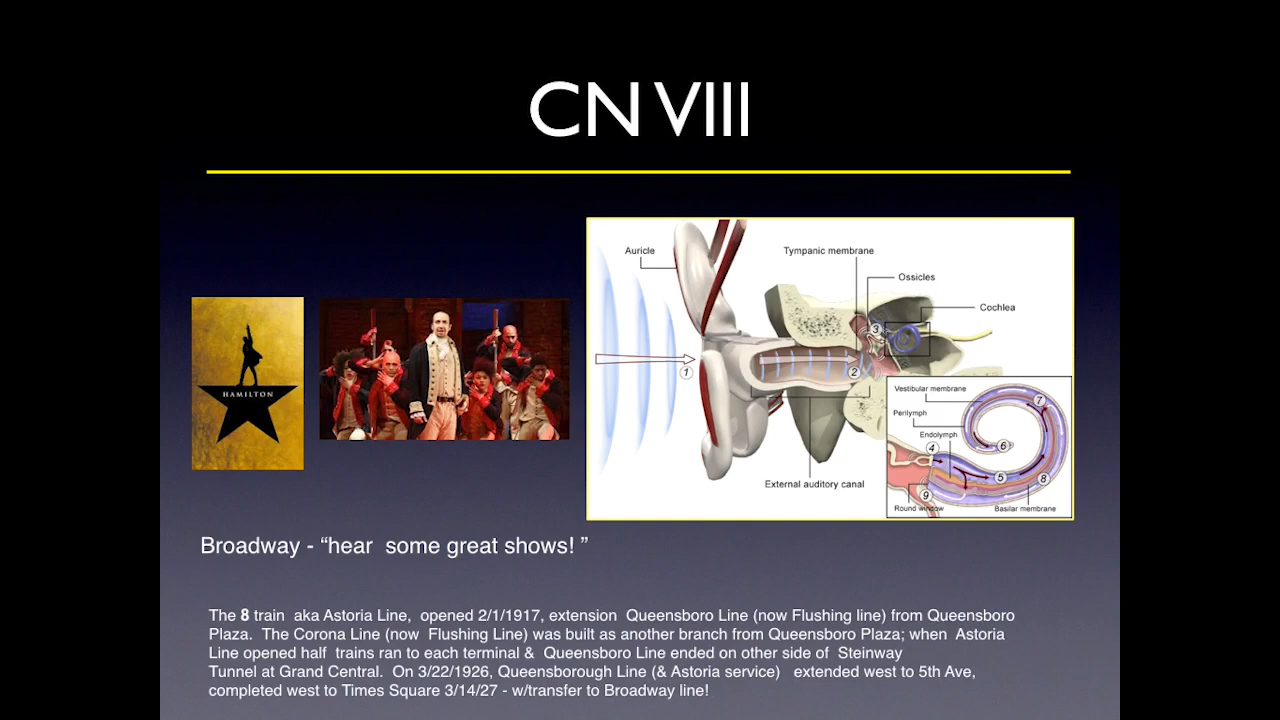 CN VIII
Auricle
Tympanic membrane
Ossicles
Cochlea
HAMILTON
1
2
3
Vestibular membrane
Perilymph
Endolymph
4
5
6
7
8
9
Round window
Basilar membrane
External auditory canal
Broadway - “hear some great shows! ”
The 8 train aka Astoria Line, opened 2/1/1917, extension Queensboro Line (now Flushing line) from Queensboro
Plaza. The Corona Line (now Flushing Line) was built as another branch from Queensboro Plaza; when Astoria
Line opened half trains ran to each terminal & Queensboro Line ended on other side of Steinway
Tunnel at Grand Central. On 3/22/1926, Queensborough Line (& Astoria service) extended west to 5th Ave,
completed west to Times Square 3/14/27 - w/transfer to Broadway line!